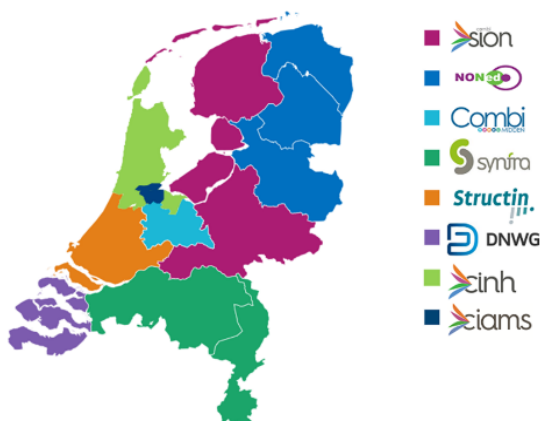 sion
NONed
Combi
MIDDEN
synfra
Structin
DNWG
cinh
ciams